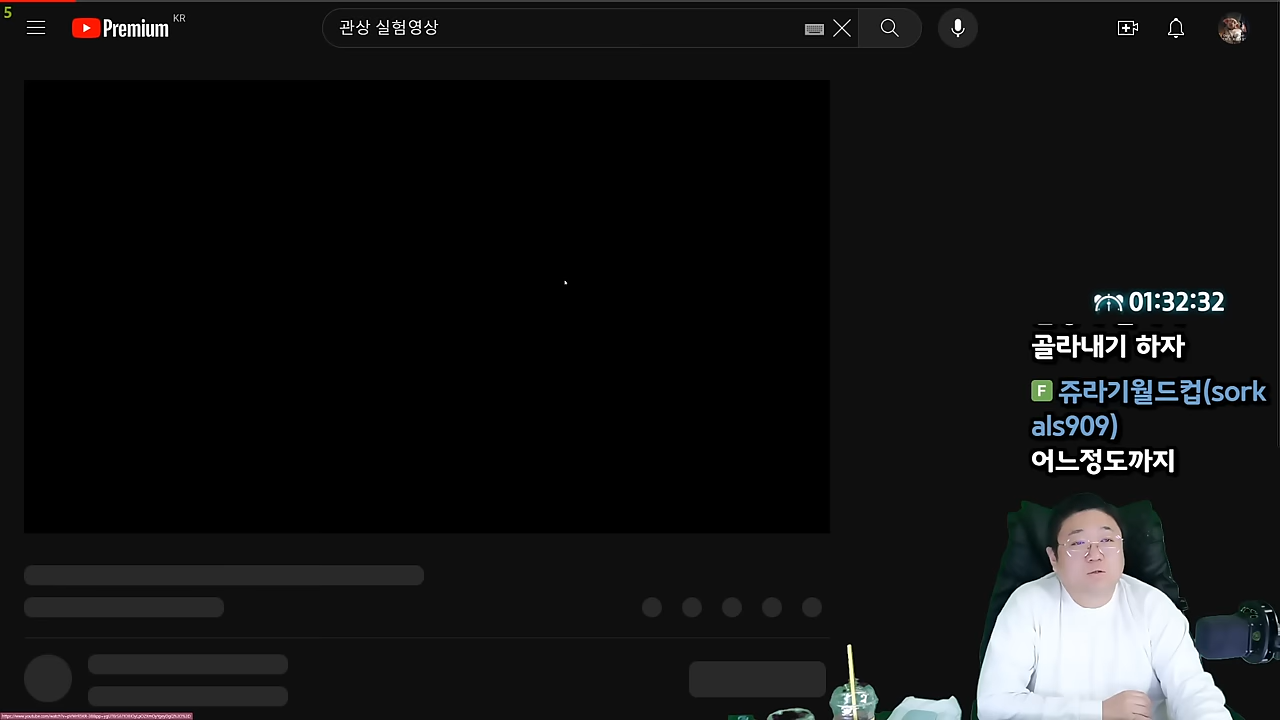 5
Premium KR
관상 실험영상
01:32:32
골라내기 하자
F 쥬라기월드컵(sork
als909)
어느정도까지